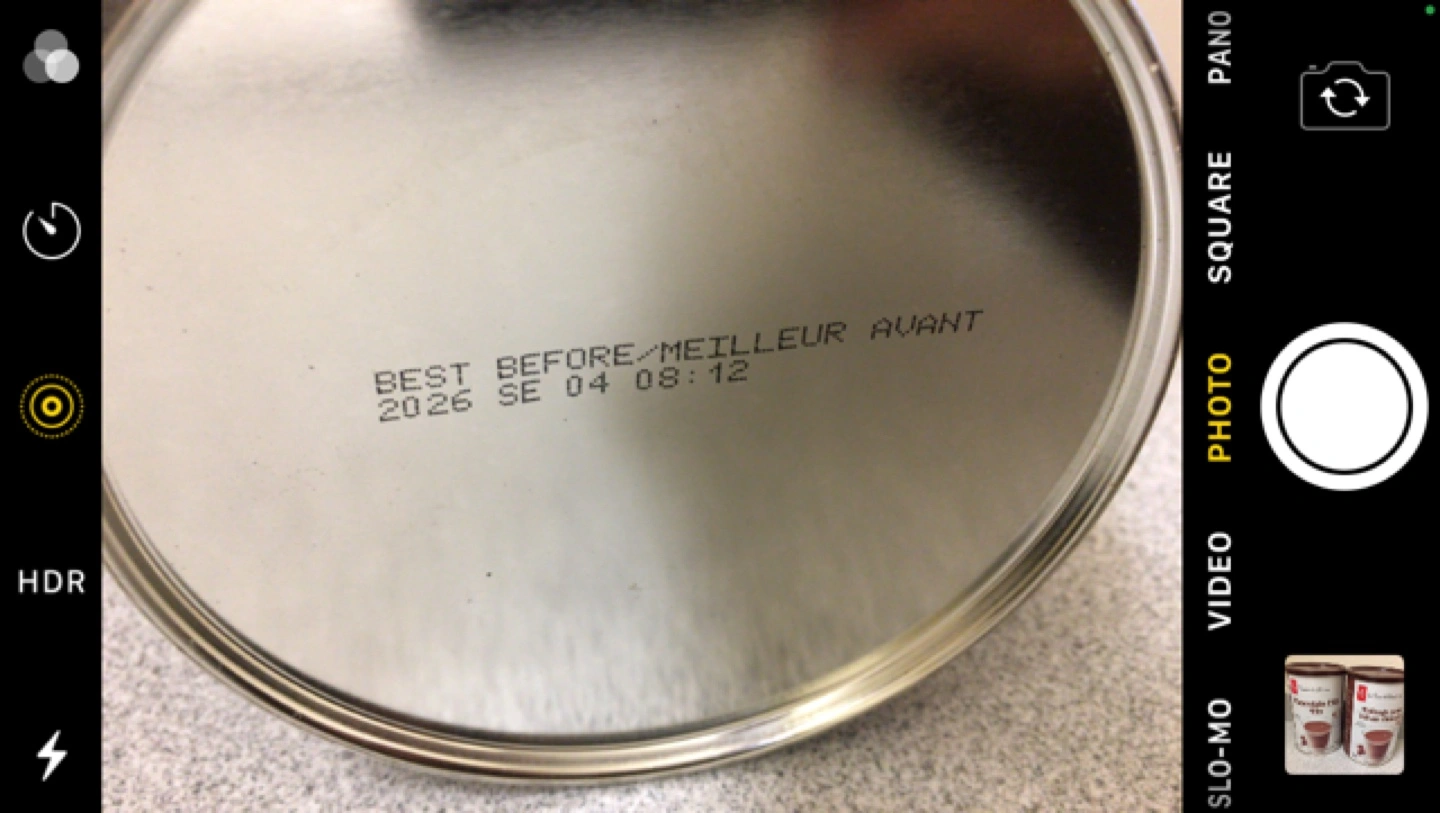 BEST BEFORE/MEILLEUR AVANT
2026 SE 04 08:12
HDR
PANO
SQUARE
PHOTO
VIDEO
SLO-MO